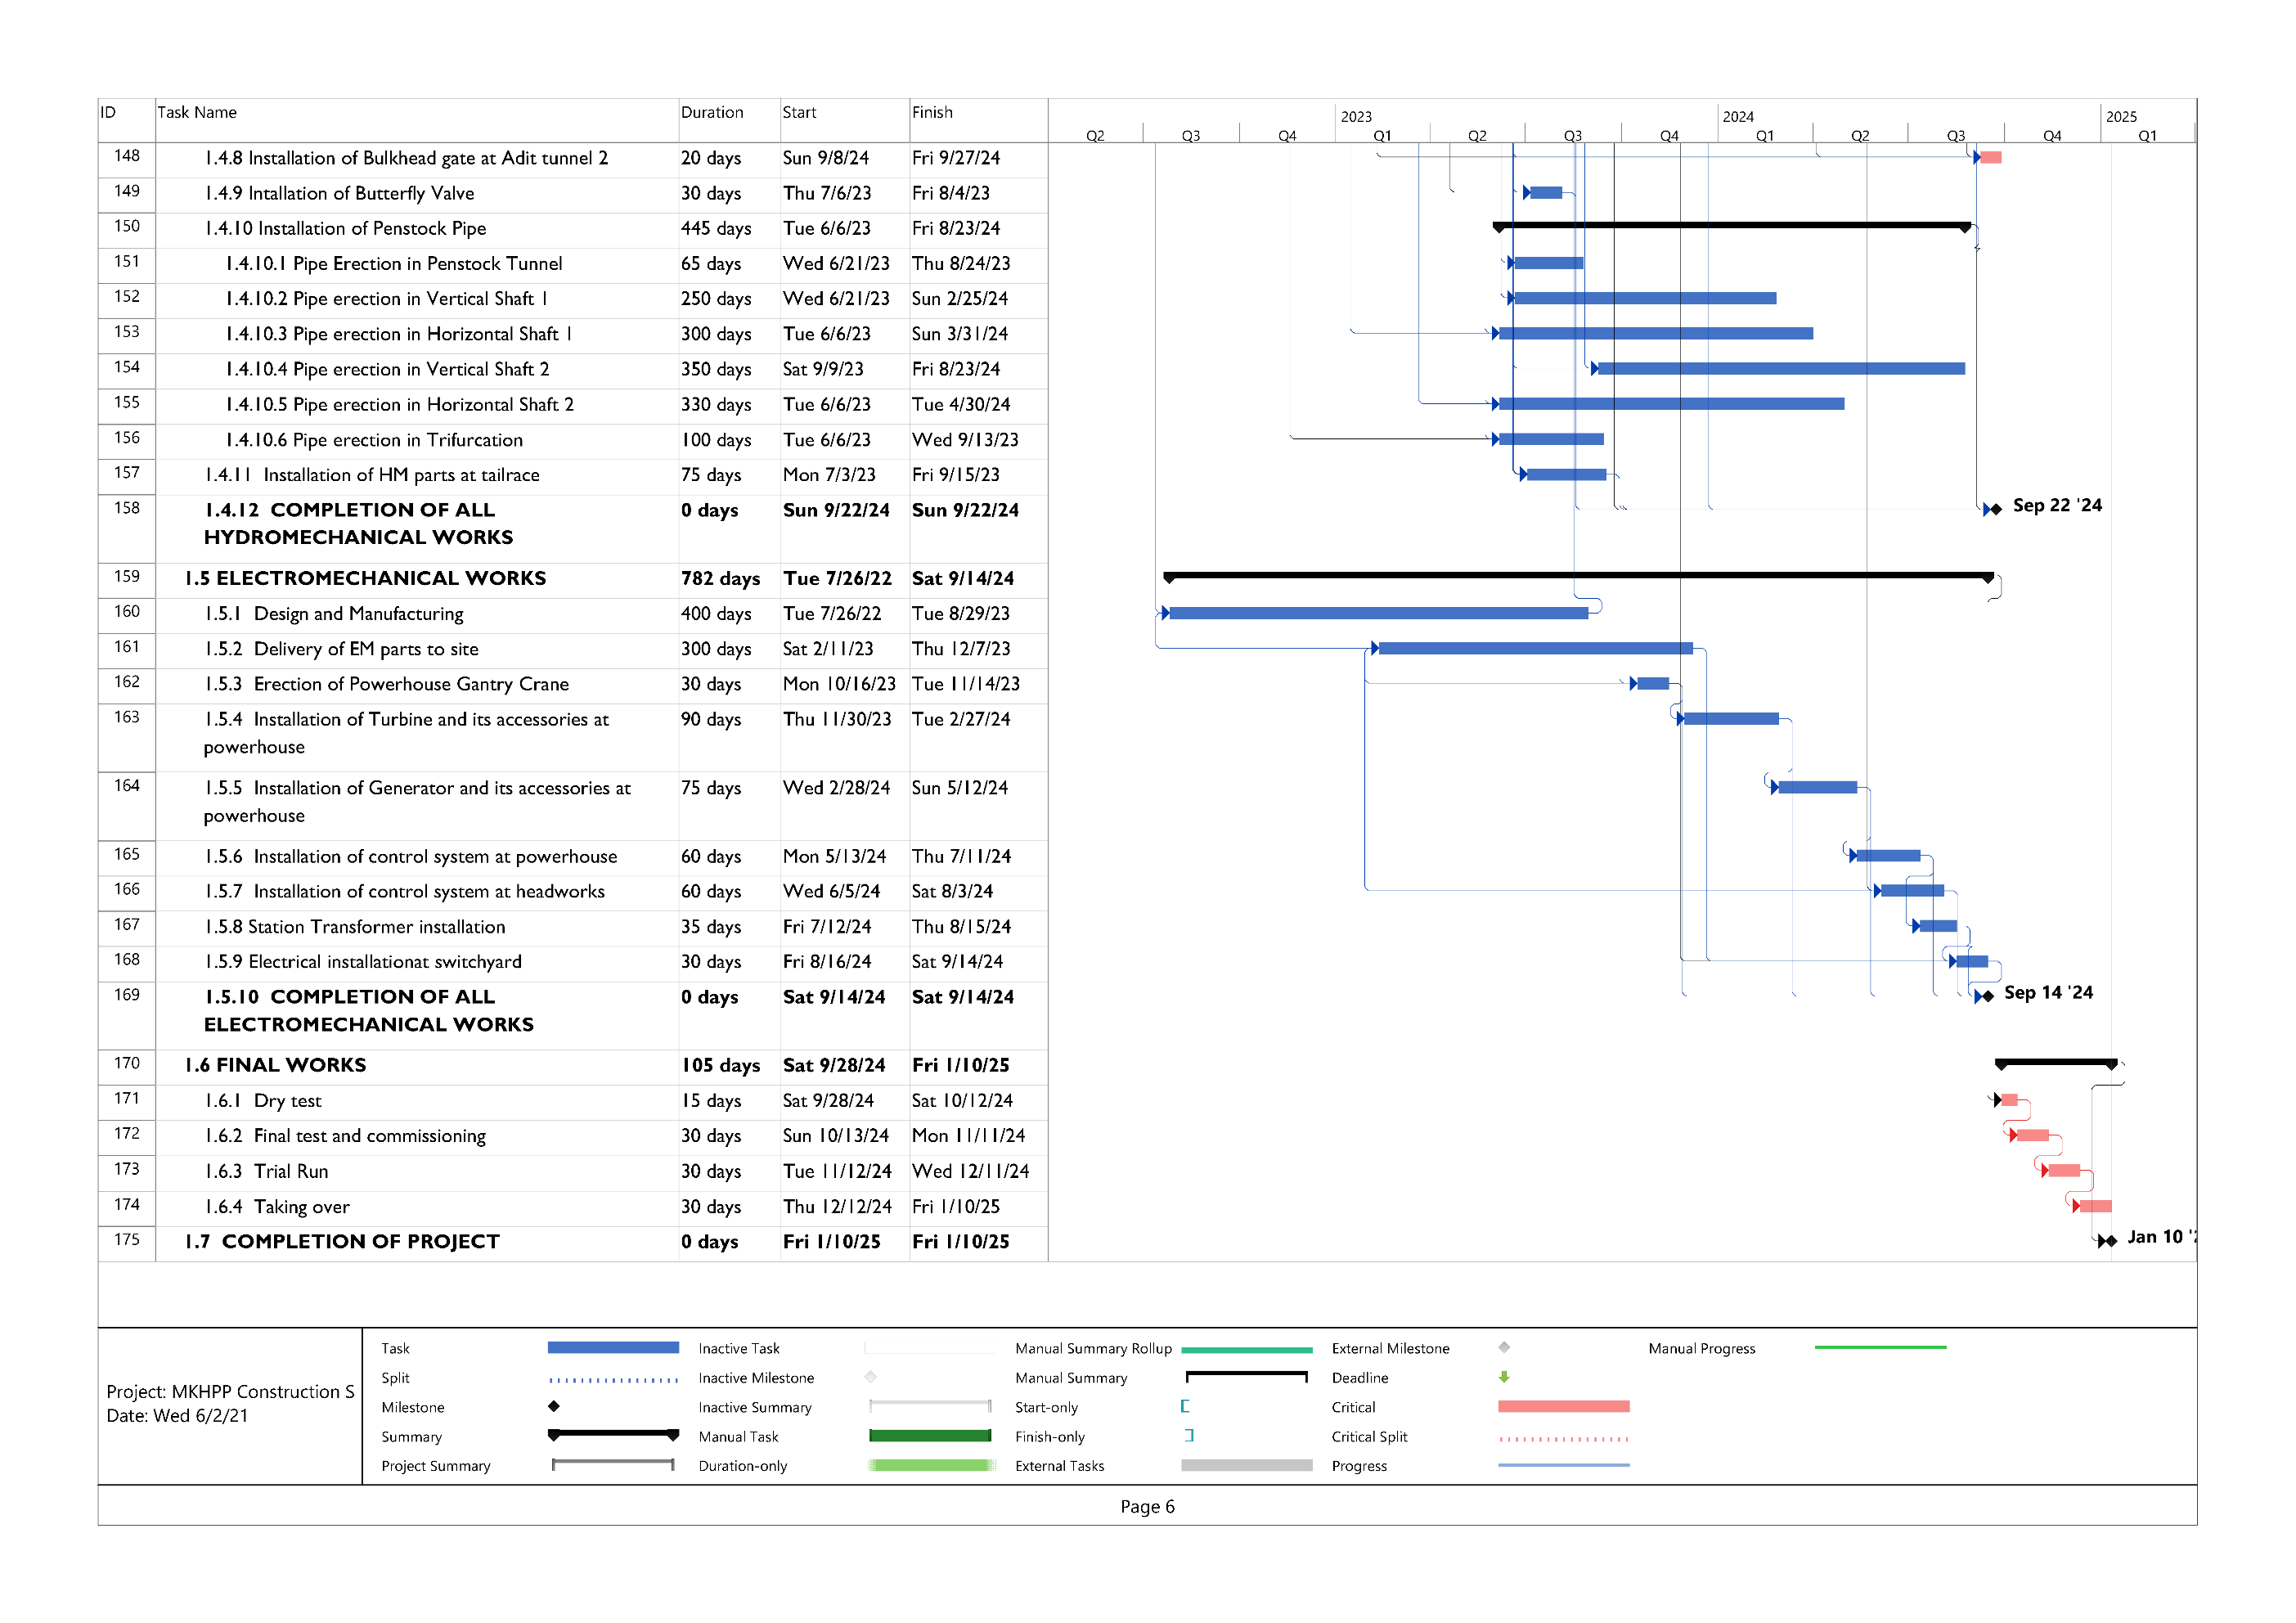 ID Task Name Duration Start Finish
2023 2024 2025
Q2 Q3 Q4 Q1 Q2 Q3 Q4 Q1 Q2 Q3 Q4 Q1
148 1.4.8 Installation of Bulkhead gate at Adit tunnel 2 20 days Sun 9/8/24 Fri 9/27/24
149 1.4.9 Intallation of Butterfly Valve 30 days Thu 7/6/23 Fri 8/4/23
150 1.4.10 Installation of Penstock Pipe 445 days Tue 6/6/23 Fri 8/23/24
151 1.4.10.1 Pipe Erection in Penstock Tunnel 65 days Wed 6/21/23 Thu 8/24/23
152 1.4.10.2 Pipe erection in Vertical Shaft 1 250 days Wed 6/21/23 Sun 2/25/24
153 1.4.10.3 Pipe erection in Horizontal Shaft 1 300 days Tue 6/6/23 Sun 3/31/24
154 1.4.10.4 Pipe erection in Vertical Shaft 2 350 days Sat 9/9/23 Fri 8/23/24
155 1.4.10.5 Pipe erection in Horizontal Shaft 2 330 days Tue 6/6/23 Tue 4/30/24
156 1.4.10.6 Pipe erection in Trifurcation 100 days Tue 6/6/23 Wed 9/13/23
157 1.4.11 Installation of HM parts at tailrace 75 days Mon 7/3/23 Fri 9/15/23
158 1.4.12 COMPLETION OF ALL 0 days Sun 9/22/24 Sun 9/22/24 Sep 22 '24
HYDROMECHANICAL WORKS
159 1.5 ELECTROMECHANICAL WORKS 782 days Tue 7/26/22 Sat 9/14/24
160 1.5.1 Design and Manufacturing 400 days Tue 7/26/22 Tue 8/29/23
161 1.5.2 Delivery of EM parts to site 300 days Sat 2/11/23 Thu 12/7/23
162 1.5.3 Erection of Powerhouse Gantry Crane 30 days Mon 10/16/23 Tue 11/14/23
163 1.5.4 Installation of Turbine and its accessories at 90 days Thu 11/30/23 Tue 2/27/24
powerhouse
164 1.5.5 Installation of Generator and its accessories at 75 days Wed 2/28/24 Sun 5/12/24
powerhouse
165 1.5.6 Installation of control system at powerhouse 60 days Mon 5/13/24 Thu 7/11/24
166 1.5.7 Installation of control system at headworks 60 days Wed 6/5/24 Sat 8/3/24
167 1.5.8 Station Transformer installation 35 days Fri 7/12/24 Thu 8/15/24
168 1.5.9 Electrical installationat switchyard 30 days Fri 8/16/24 Sat 9/14/24
169 1.5.10 COMPLETION OF ALL 0 days Sat 9/14/24 Sat 9/14/24 Sep 14 '24
ELECTROMECHANICAL WORKS
170 1.6 FINAL WORKS 105 days Sat 9/28/24 Fri 1/10/25
171 1.6.1 Dry test 15 days Sat 9/28/24 Sat 10/12/24
172 1.6.2 Final test and commissioning 30 days Sun 10/13/24 Mon 11/11/24
173 1.6.3 Trial Run 30 days Tue 11/12/24 Wed 12/11/24
174 1.6.4 Taking over 30 days Thu 12/12/24 Fri 1/10/25
175 1.7 COMPLETION OF PROJECT 0 days Fri 1/10/25 Fri 1/10/25 Jan 10 '
Project: MKHPP Construction S
Date: Wed 6/2/21
Task Inactive Task Manual Summary Rollup External Milestone Manual Progress
Split Inactive Milestone Manual Summary Deadline
Milestone Inactive Summary Start-only Critical
Summary Manual Task Finish-only Critical Split
Project Summary Duration-only External Tasks Progress
Page 6